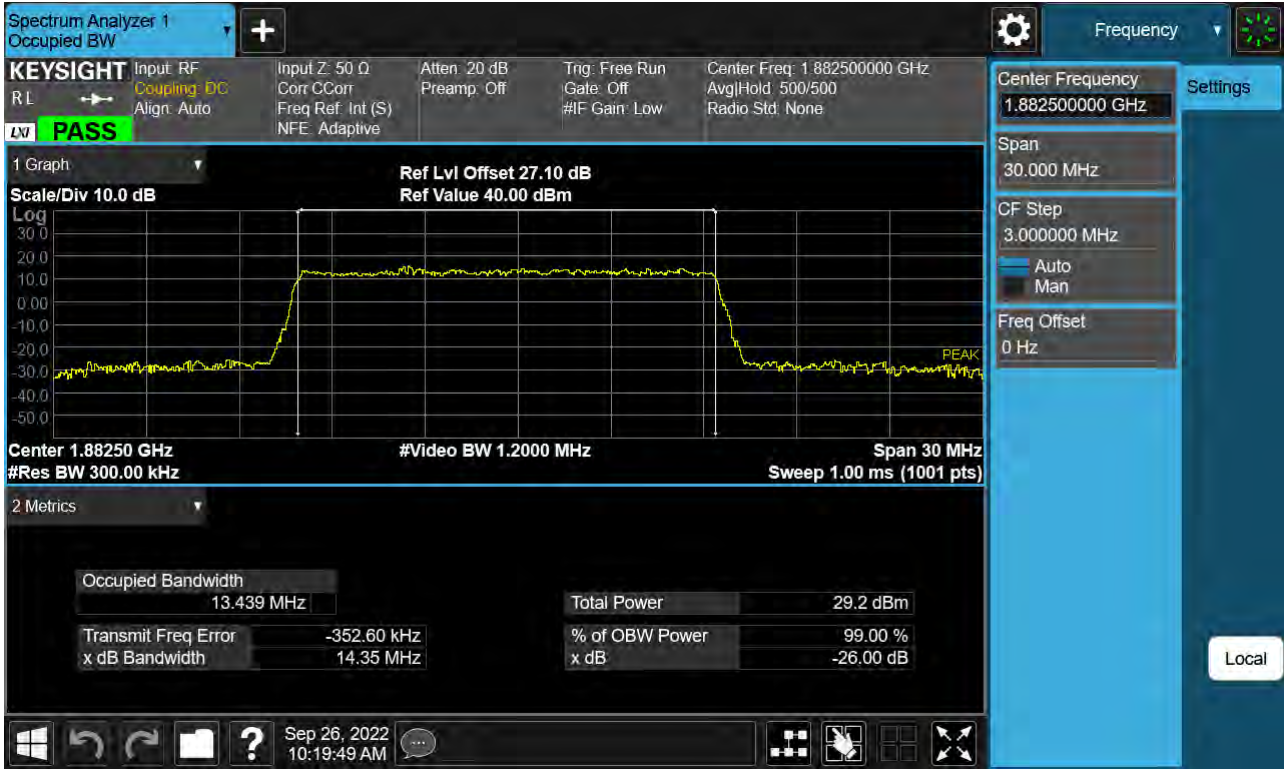 Spectrum Analyzer 1
Occupied BW
Frequency
KEYSIGHT
R L
LXI
PASS
Input: RF
Coupling: DC
Align: Auto
Input Z: 50 Ω
Corr CCorr
Freq Ref: Int (S)
NFE: Adaptive
Atten: 20 dB
Preamp: Off
Trig: Free Run
Gate: Off
#IF Gain: Low
Center Freq: 1.882500000 GHz
Avg|Hold: 500/500
Radio Std: None
Center Frequency
1.882500000 GHz
Settings
Span
30.000 MHz
CF Step
3.000000 MHz
Auto
Man
Freq Offset
0 Hz
1 Graph
Scale/Div 10.0 dB
Ref Lvl Offset 27.10 dB
Ref Value 40.00 dBm
Log
30.0
20.0
10.0
0.00
-10.0
-20.0
-30.0
-40.0
-50.0
PEAK
Center 1.88250 GHz
#Video BW 1.2000 MHz
Span 30 MHz
#Res BW 300.00 kHz
Sweep 1.00 ms (1001 pts)
2 Metrics
Occupied Bandwidth
13.439 MHz
Total Power 29.2 dBm
Transmit Freq Error -352.60 kHz
% of OBW Power 99.00 %
x dB Bandwidth 14.35 MHz
x dB -26.00 dB
Local
?
Sep 26, 2022
10:19:49 AM